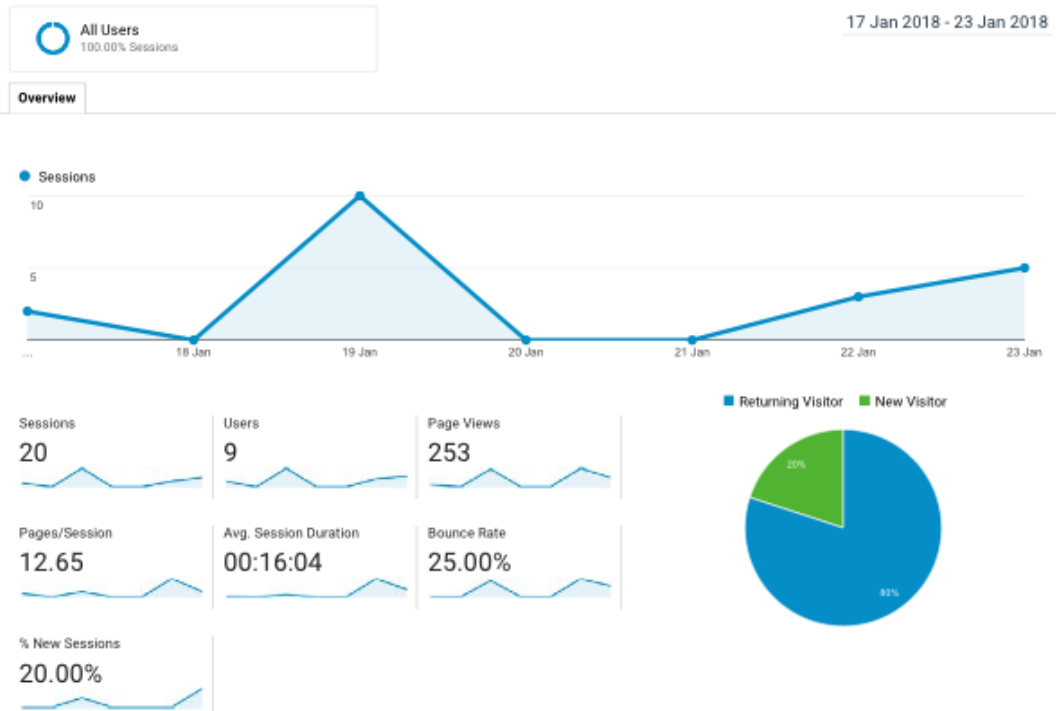 All Users
100.00% Sessions
17 Jan 2018 - 23 Jan 2018
Overview
Sessions
10
5
...
18 Jan
19 Jan
20 Jan
21 Jan
22 Jan
23 Jan
Returning Visitor
New Visitor
20%
80%
Sessions
20
Users
9
Page Views
253
Pages/Session
12.65
Avg. Session Duration
00:16:04
Bounce Rate
25.00%
% New Sessions
20.00%